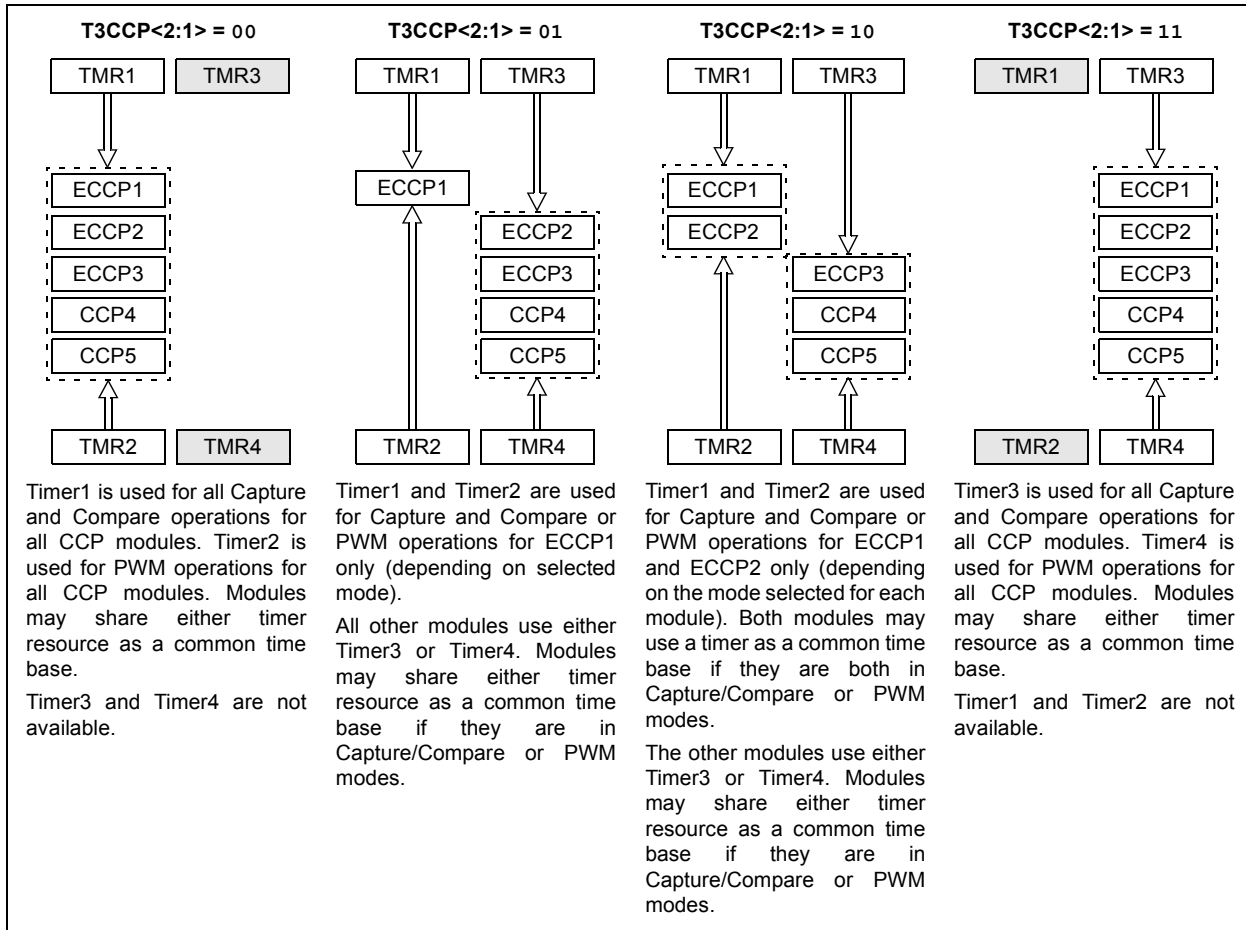 T3CCP<2:1> = 00
TMR1
TMR3
ECCP1
ECCP2
ECCP3
CCP4
CCP5
TMR2
TMR4
Timer1 is used for all Capture
and Compare operations for
all CCP modules. Timer2 is
used for PWM operations for
all CCP modules. Modules
may share either timer
resource as a common time
base.
Timer3 and Timer4 are not
available.
T3CCP<2:1> = 01
TMR1
TMR3
ECCP1
ECCP2
ECCP3
CCP4
CCP5
TMR2
TMR4
Timer1 and Timer2 are used
for Capture and Compare or
PWM operations for ECCP1
only (depending on selected
mode).
All other modules use either
Timer3 or Timer4. Modules
may share either timer
resource as a common time
base if they are in
Capture/Compare or PWM
modes.
T3CCP<2:1> = 10
TMR1
TMR3
ECCP1
ECCP2
ECCP3
CCP4
CCP5
TMR2
TMR4
Timer1 and Timer2 are used
for Capture and Compare or
PWM operations for ECCP1
and ECCP2 only (depending
on the mode selected for each
module). Both modules may
use a timer as a common time
base if they are both in
Capture/Compare or PWM
modes.
The other modules use either
Timer3 or Timer4. Modules
may share either timer
resource as a common time
base if they are in
Capture/Compare or PWM
modes.
T3CCP<2:1> = 11
TMR1
TMR3
ECCP1
ECCP2
ECCP3
CCP4
CCP5
TMR2
TMR4
Timer3 is used for all Capture
and Compare operations for
all CCP modules. Timer4 is
used for PWM operations for
all CCP modules. Modules
may share either timer
resource as a common time
base.
Timer1 and Timer2 are not
available.